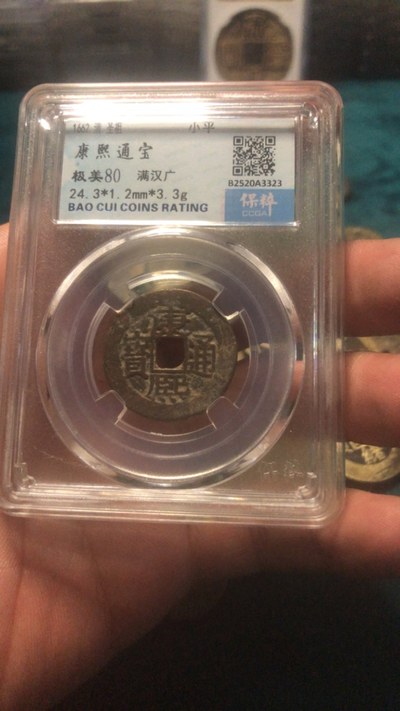 小平
康熙通宝
极美80 满汉广
24.3*1.2mm*3.3g
BAO CUI COINS RATING
B2520A3323
保粹
CCGA
康熙通寶